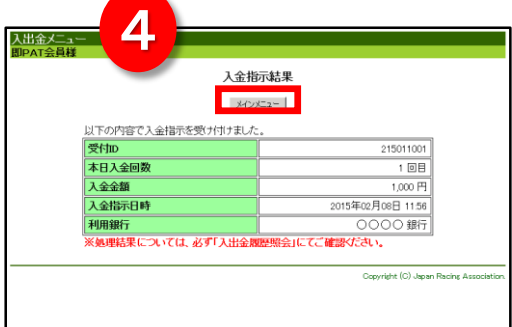 4
入出金メニュー
即PAT会員様
入金指示結果
メインメニュー
以下の内容で入金指示を受け付けました。
受付ID 215011001
本日入金回数 1 回目
入金金額 1,000 円
入金指示日時 2015年02月08日 11:56
利用銀行 〇〇〇〇 銀行
※処理結果については、必ず「入出金履歴照会」にてご確認ください。
Copyright (C) Japan Racing Association.